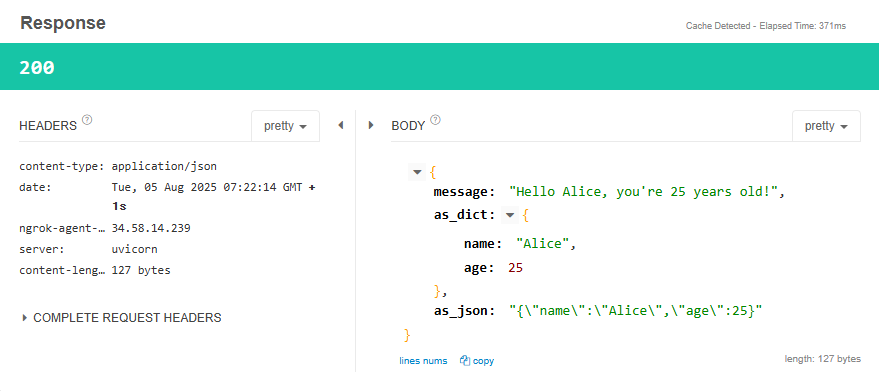 Response
Cache Detected - Elapsed Time: 371ms
200
HEADERS ?
pretty
content-type: application/json
date: Tue, 05 Aug 2025 07:22:14 GMT +
1s
ngrok-agent-… 34.58.14.239
server: uvicorn
content-leng… 127 bytes
COMPLETE REQUEST HEADERS
BODY ?
pretty
{
message: "Hello Alice, you're 25 years old!",
as_dict: {
name: "Alice",
age: 25
},
as_json: "{\"name\":\"Alice\",\"age\":25}"
}
lines nums copy
length: 127 bytes